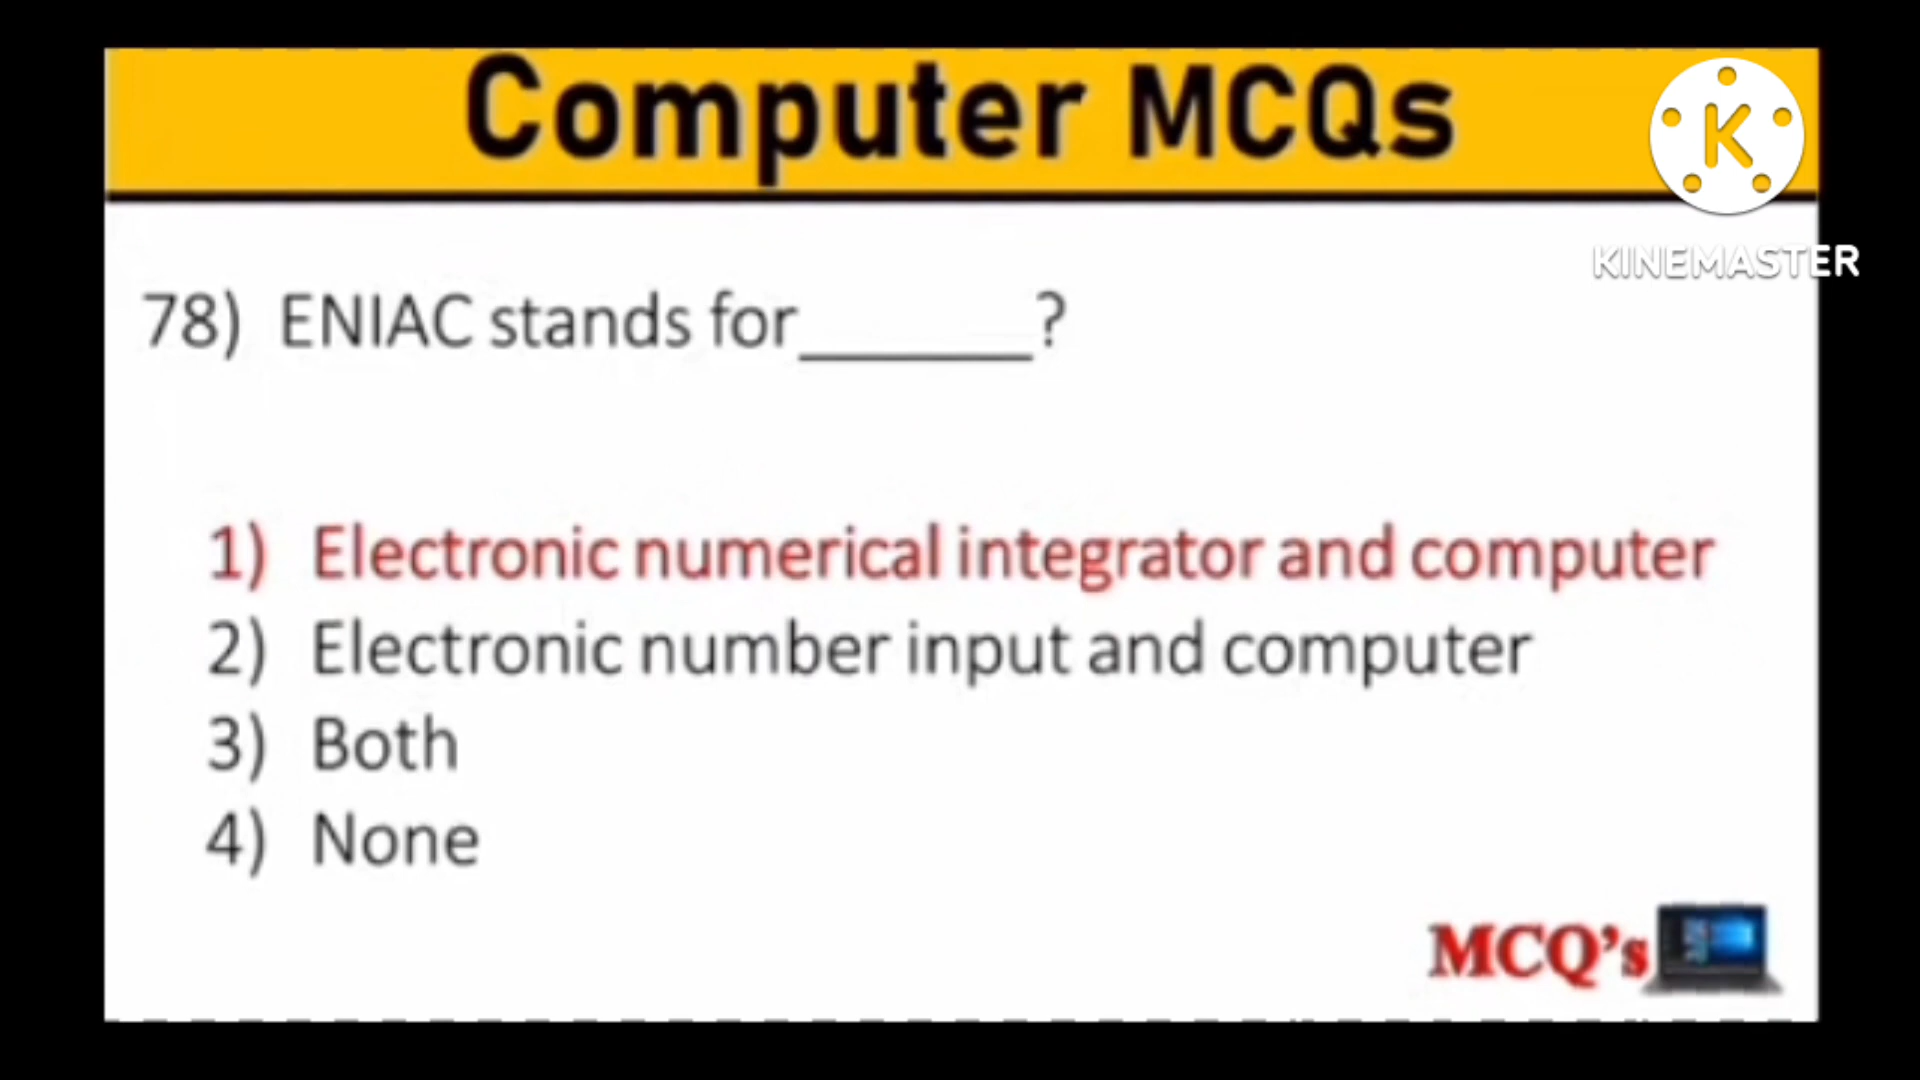 Computer MCQs
K
KINEMASTER
78) ENIAC stands for_______?
1) Electronic numerical integrator and computer
2) Electronic number input and computer
3) Both
4) None
MCQ's